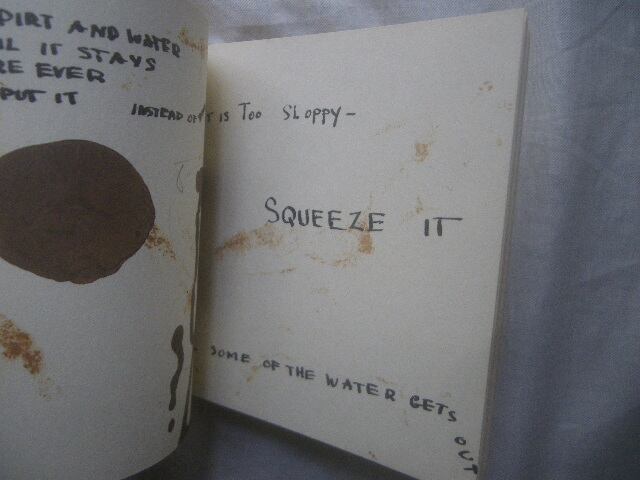 DIRT AND WATER
IL IT STAYS
RE EVER
PUT IT
INSTEAD OF IT IS TOO SLOPPY-
SQUEEZE IT
SOME OF THE WATER GETS OUT